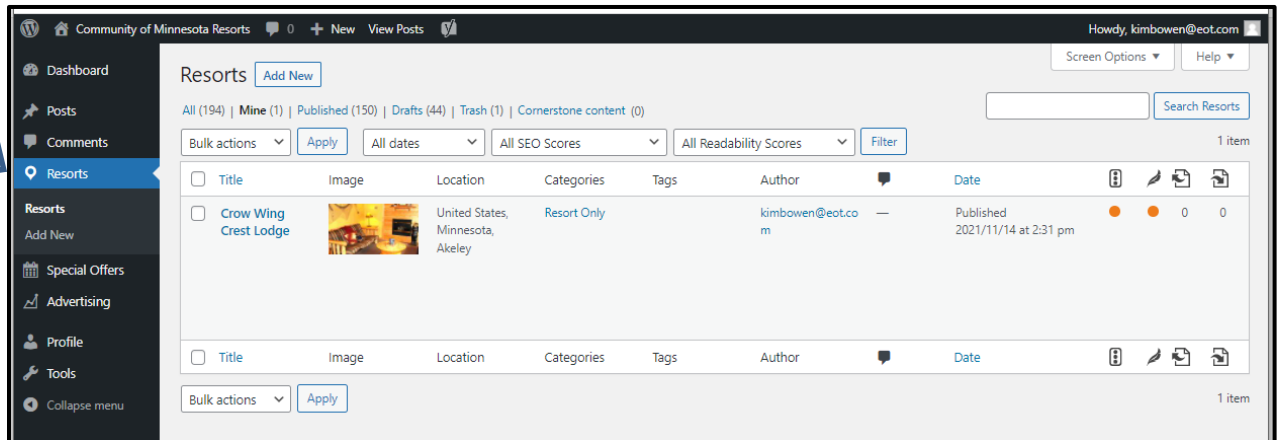 Community of Minnesota Resorts 0 + New View Posts Howdy, kimbowen@eot.com
Screen Options ▼ Help ▼
Dashboard
Posts
Comments
Resorts
Resorts
Add New
Special Offers
Advertising
Profile
Tools
Collapse menu
Resorts Add New
All (194) | Mine (1) | Published (150) | Drafts (44) | Trash (1) | Cornerstone content (0)
Search Resorts
Bulk actions Apply All dates All SEO Scores All Readability Scores Filter 1 item
Title Image Location Categories Tags Author Date
Crow Wing United States, Resort Only kimbowen@eot.co — Published 0 0
Crest Lodge Minnesota, m 2021/11/14 at 2:31 pm
Akeley
Title Image Location Categories Tags Author Date
Bulk actions Apply 1 item